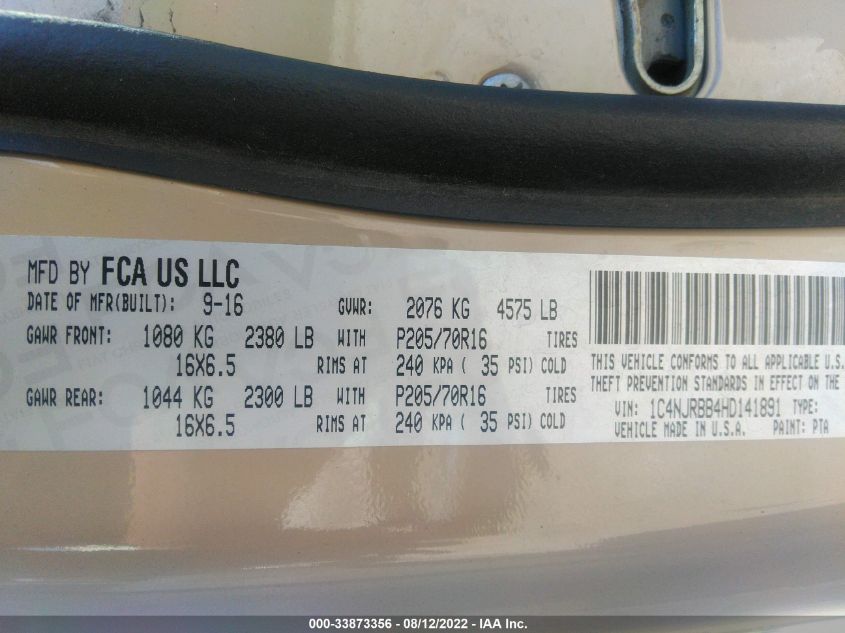 MFD BY FCA US LLC
DATE OF MFR(BUILT): 9-16 GVWR: 2076 KG 4575 LB
GAWR FRONT: 1080 KG 2380 LB WITH P205/70R16 TIRES
16X6.5 RIMS AT 240 KPA ( 35 PSI) COLD
GAWR REAR: 1044 KG 2300 LB WITH P205/70R16 TIRES
16X6.5 RIMS AT 240 KPA ( 35 PSI) COLD
THIS VEHICLE CONFORMS TO ALL APPLICABLE U.S.
THEFT PREVENTION STANDARDS IN EFFECT ON THE
VIN: 1C4NJRBB4HD141891 TYPE:
VEHICLE MADE IN U.S.A. PAINT: PTA
000-33873356 - 08/12/2022 - IAA Inc.